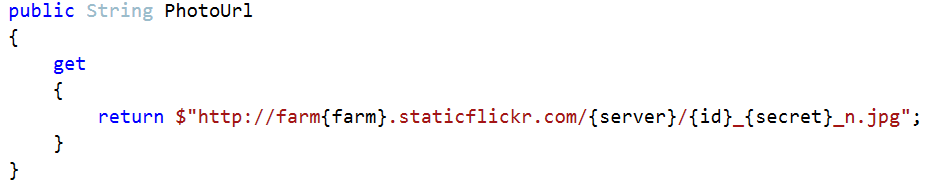 public String PhotoUrl
{
    get
    {
        return $"http://farm{farm}.staticflickr.com/{server}/{id}_{secret}_n.jpg";
    }
}